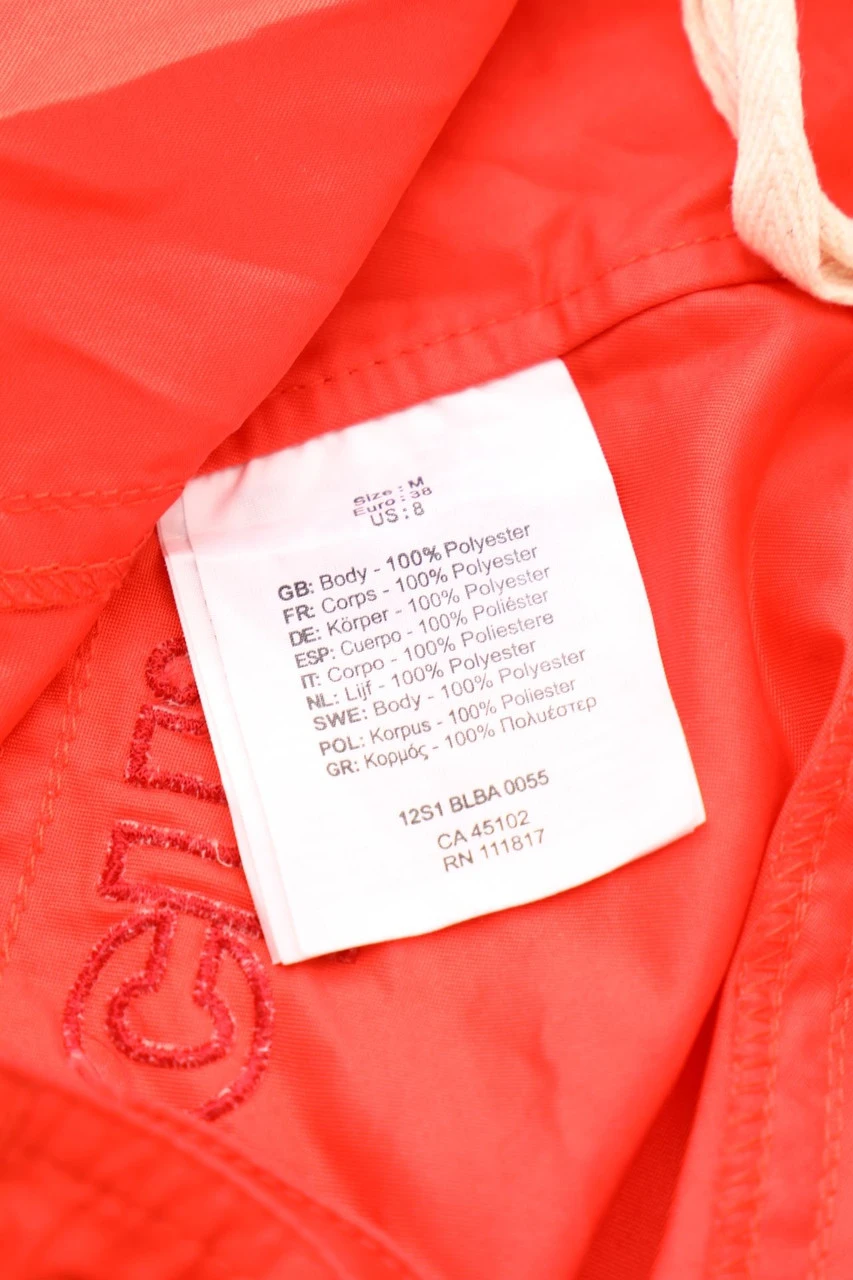 Size : M
Euro : 38
US : 8
GB: Body - 100% Polyester
FR: Corps - 100% Polyester
DE: Körper - 100% Polyester
ESP: Cuerpo - 100% Poliéster
IT: Corpo - 100% Poliestere
NL: Lijf - 100% Polyester
SWE: Body - 100% Polyester
POL: Korpus - 100% Poliester
GR: Κορμός - 100% Πολυέστερ
12S1 BLBA 0055
CA 45102
RN 111817